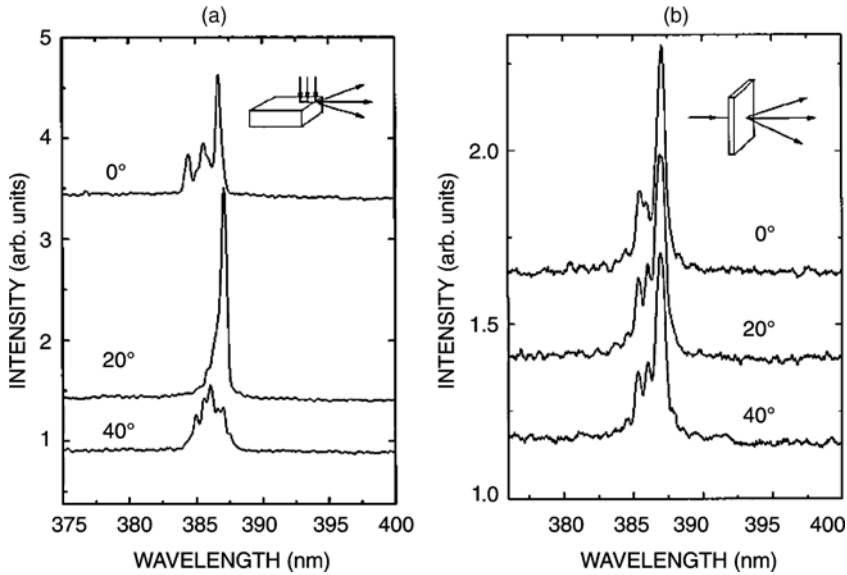 (a)
5
4
3
2
1
0°
20°
40°
375 380 385 390 395 400
WAVELENGTH (nm)
INTENSITY (arb. units)
(b)
2.0
1.5
1.0
0°
20°
40°
380 385 390 395 400
WAVELENGTH (nm)
INTENSITY (arb. units)